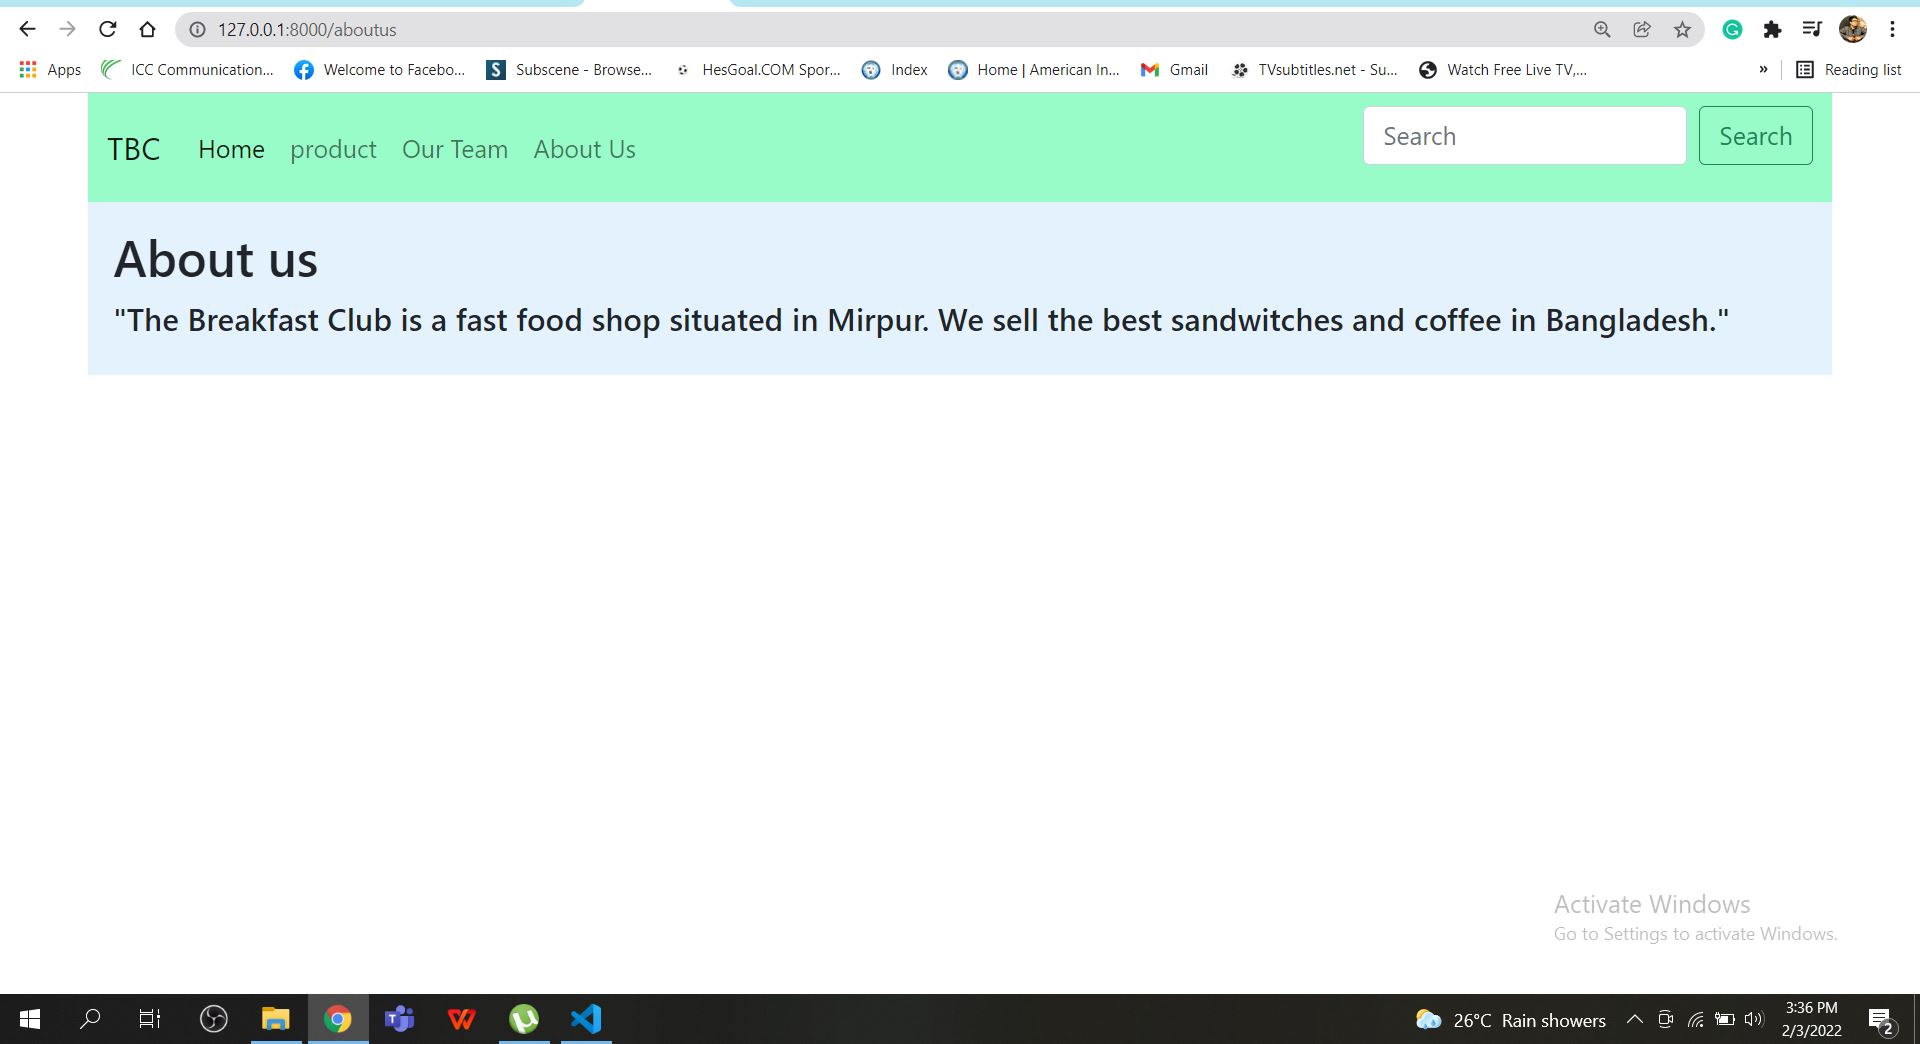 127.0.0.1:8000/aboutus
Apps ICC Communication... Welcome to Facebo... Subscene - Browse... HesGoal.COM Spor... Index Home | American In... Gmail TVsubtitles.net - Su... Watch Free Live TV,... » Reading list
TBC Home product Our Team About Us Search Search
About us
"The Breakfast Club is a fast food shop situated in Mirpur. We sell the best sandwitches and coffee in Bangladesh."
Activate Windows
Go to Settings to activate Windows.
26°C Rain showers
3:36 PM
2/3/2022
2